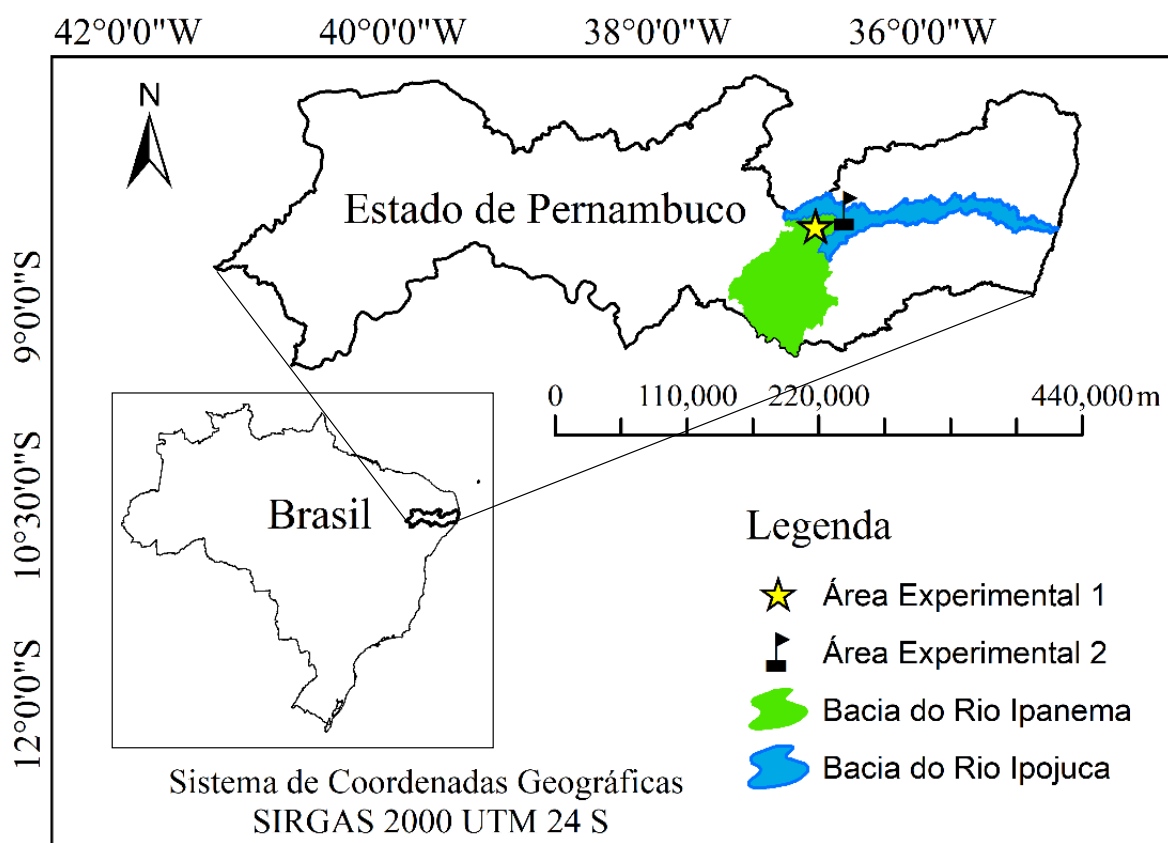 42°0'0"W 40°0'0"W 38°0'0"W 36°0'0"W
N
Estado de Pernambuco
9°0'0"S
0 110,000 220,000 440,000 m
10°30'0"S
Brasil
Legenda
Área Experimental 1
Área Experimental 2
12°0'0"S
Bacia do Rio Ipanema
Bacia do Rio Ipojuca
Sistema de Coordenadas Geográficas
SIRGAS 2000 UTM 24 S